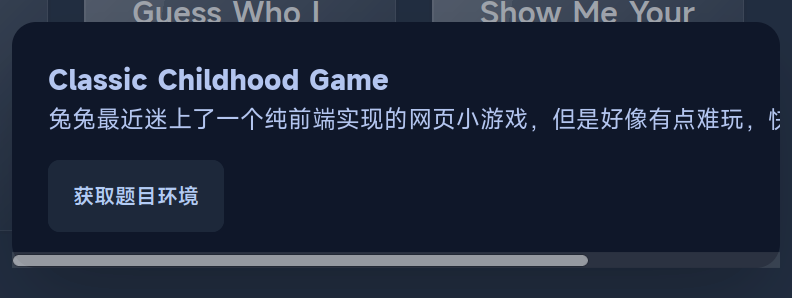 Guess Who I
Show Me Your
Classic Childhood Game
兔兔最近迷上了一个纯前端实现的网页小游戏，但是好像有点难玩，快
获取题目环境